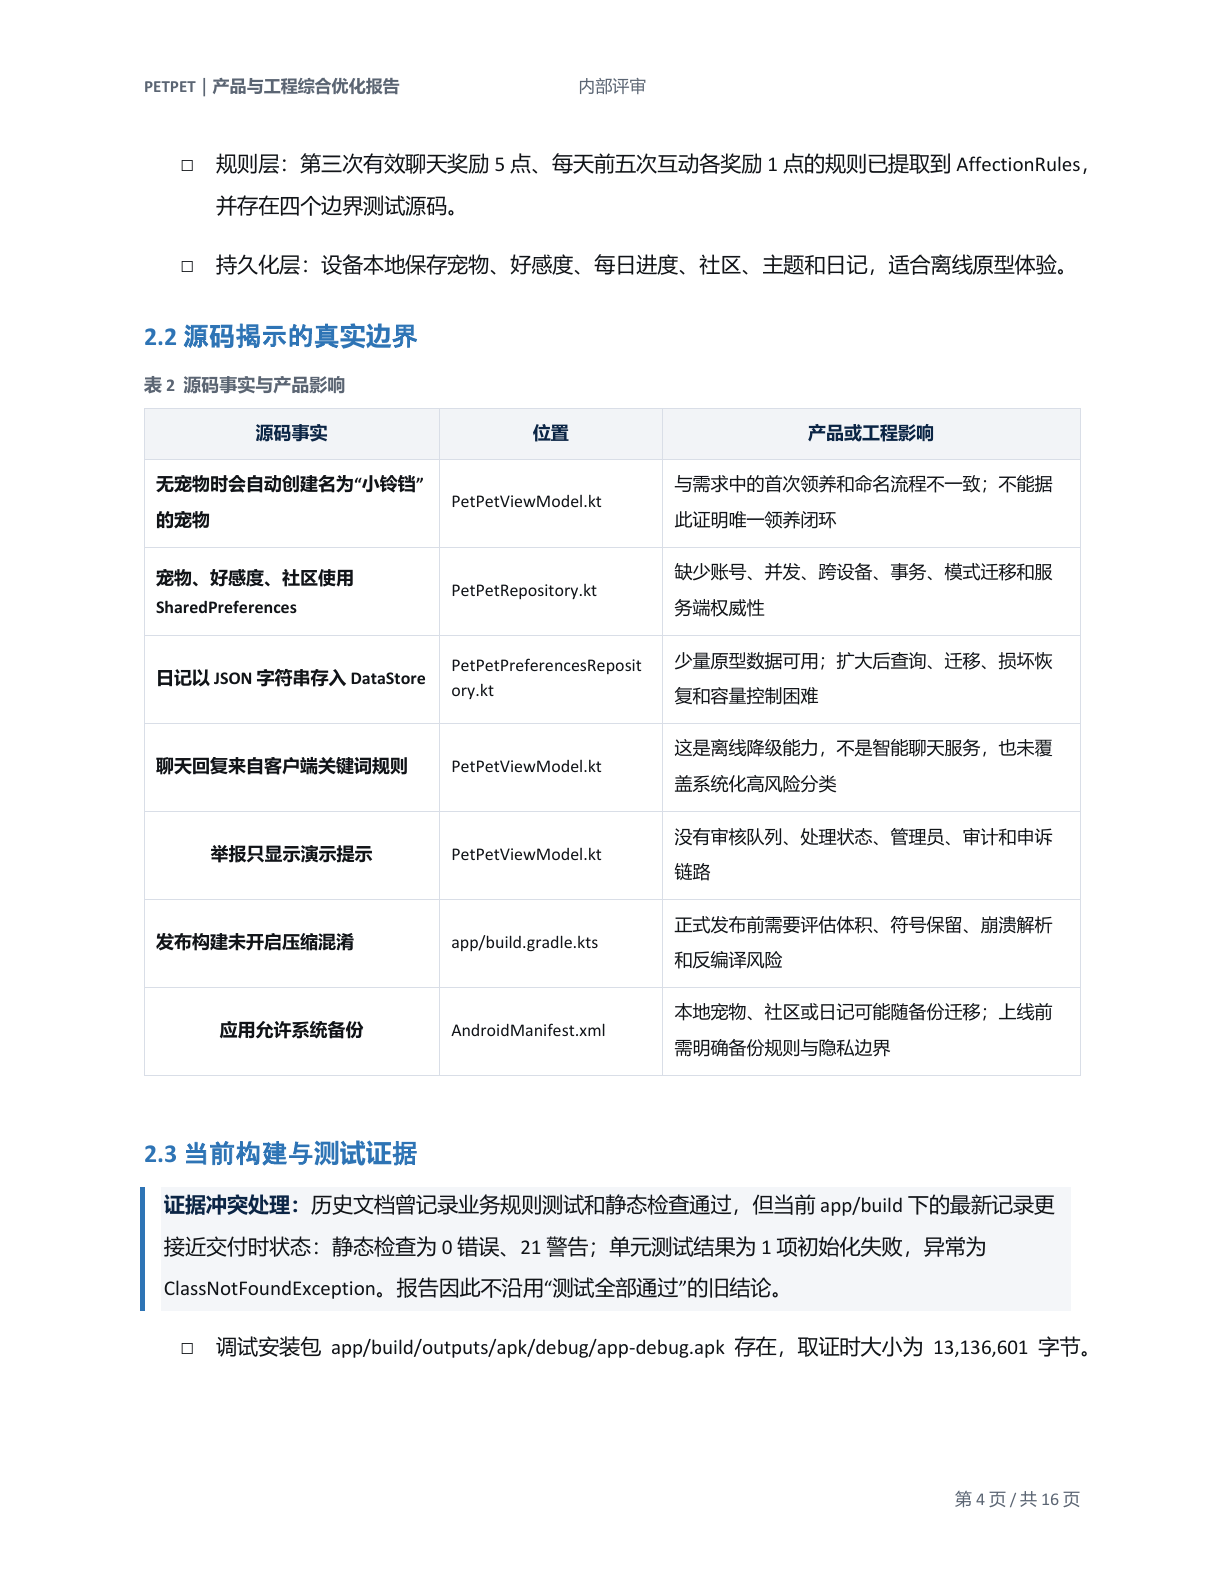 PETPET｜产品与工程综合优化报告 内部评审
□ 规则层：第三次有效聊天奖励 5 点、每天前五次互动各奖励 1 点的规则已提取到 AffectionRules，
并存在四个边界测试源码。
□ 持久化层：设备本地保存宠物、好感度、每日进度、社区、主题和日记，适合离线原型体验。
2.2 源码揭示的真实边界
表 2 源码事实与产品影响
源码事实 位置 产品或工程影响
无宠物时会自动创建名为“小铃铛”
的宠物
PetPetViewModel.kt
与需求中的首次领养和命名流程不一致；不能据
此证明唯一领养闭环
宠物、好感度、社区使用
SharedPreferences
PetPetRepository.kt
缺少账号、并发、跨设备、事务、模式迁移和服
务端权威性
日记以 JSON 字符串存入 DataStore
PetPetPreferencesReposit
ory.kt
少量原型数据可用；扩大后查询、迁移、损坏恢
复和容量控制困难
聊天回复来自客户端关键词规则
PetPetViewModel.kt
这是离线降级能力，不是智能聊天服务，也未覆
盖系统化高风险分类
举报只显示演示提示
PetPetViewModel.kt
没有审核队列、处理状态、管理员、审计和申诉
链路
发布构建未开启压缩混淆
app/build.gradle.kts
正式发布前需要评估体积、符号保留、崩溃解析
和反编译风险
应用允许系统备份
AndroidManifest.xml
本地宠物、社区或日记可能随备份迁移；上线前
需明确备份规则与隐私边界
2.3 当前构建与测试证据
证据冲突处理：历史文档曾记录业务规则测试和静态检查通过，但当前 app/build 下的最新记录更
接近交付时状态：静态检查为 0 错误、21 警告；单元测试结果为 1 项初始化失败，异常为
ClassNotFoundException。报告因此不沿用“测试全部通过”的旧结论。
□ 调试安装包 app/build/outputs/apk/debug/app-debug.apk 存在，取证时大小为 13,136,601 字节。
第 4 页 / 共 16 页